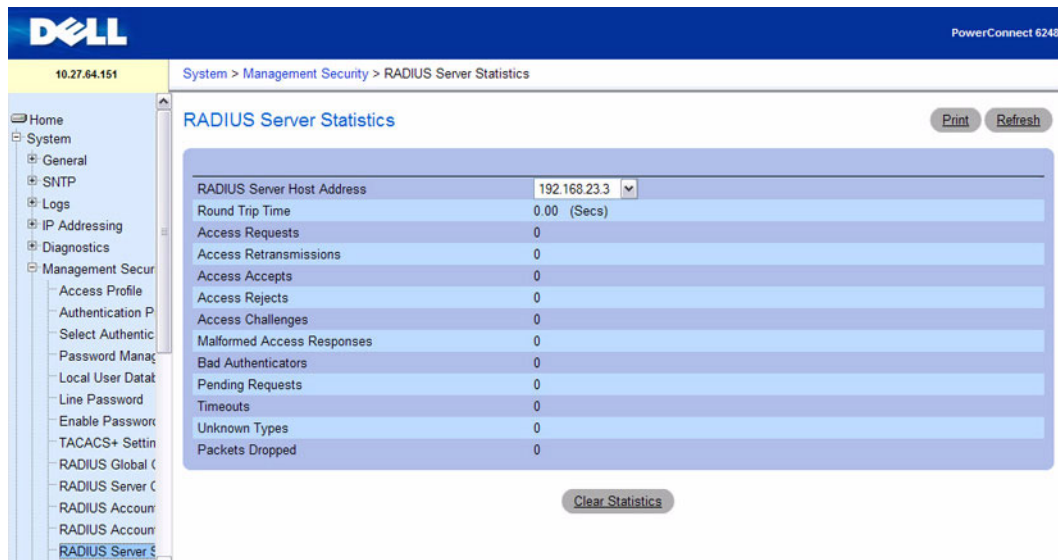 DELL
PowerConnect 6248
10.27.64.151
System > Management Security > RADIUS Server Statistics
Home
System
General
SNTP
Logs
IP Addressing
Diagnostics
Management Secur
Access Profile
Authentication P
Select Authentic
Password Manag
Local User Datab
Line Password
Enable Password
TACACS+ Settin
RADIUS Global C
RADIUS Server C
RADIUS Accoun
RADIUS Accoun
RADIUS Server S
RADIUS Server Statistics
Print Refresh
RADIUS Server Host Address 192.168.23.3
Round Trip Time 0.00 (Secs)
Access Requests 0
Access Retransmissions 0
Access Accepts 0
Access Rejects 0
Access Challenges 0
Malformed Access Responses 0
Bad Authenticators 0
Pending Requests 0
Timeouts 0
Unknown Types 0
Packets Dropped 0
Clear Statistics